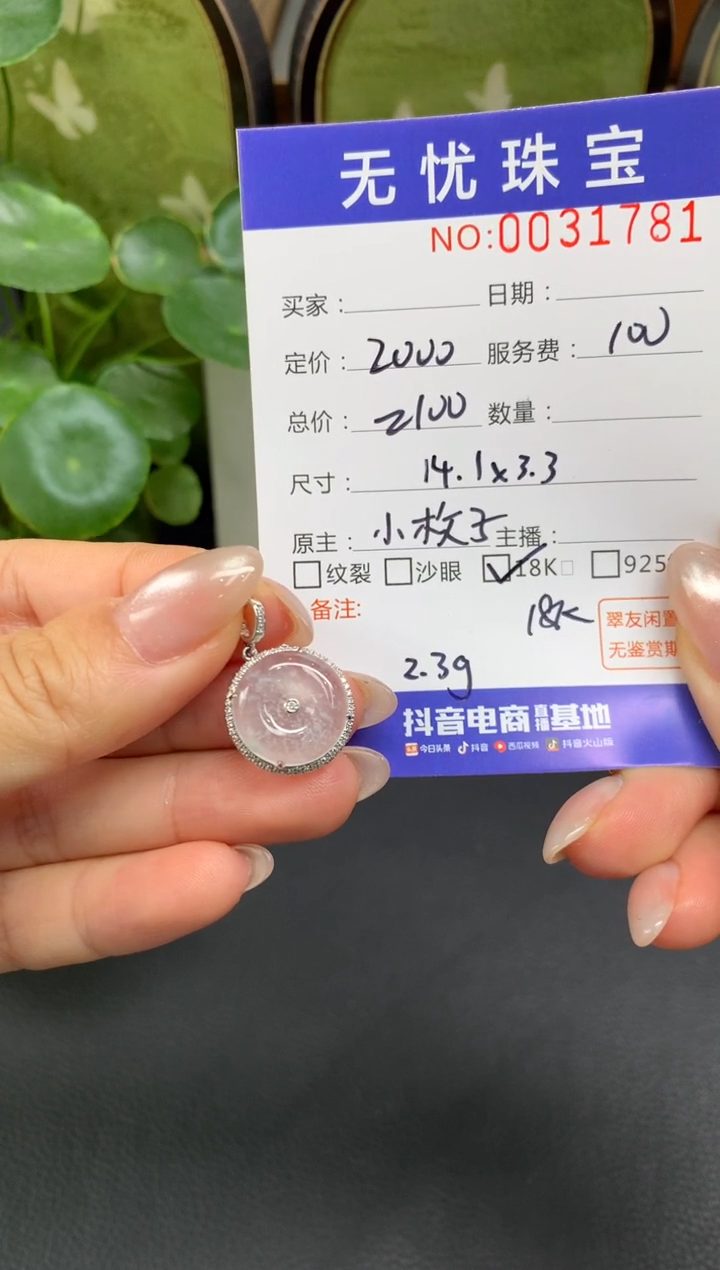 无忧珠宝
NO:0031781
买家： 日期：
定价：2000 服务费：100
总价：2100 数量：
尺寸：14.1x3.3
原主：小枚子 主播：
纹裂 沙眼 18K 925
备注: 18K
翠友闲置
无鉴赏期
2.3g
抖音电商直播基地
今日头条 抖音 西瓜视频 抖音火山版